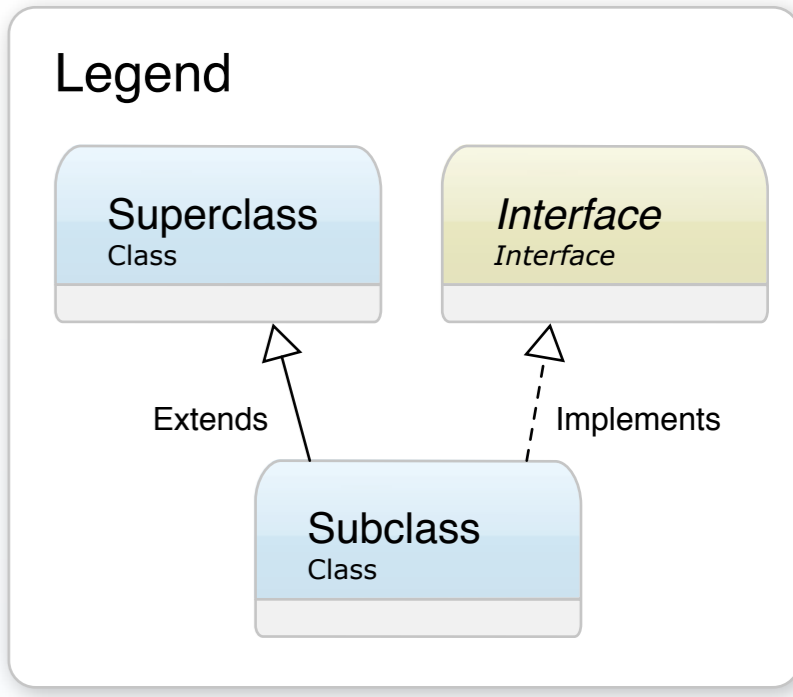 Legend
Superclass
Class
Interface
Interface
Extends
Implements
Subclass
Class